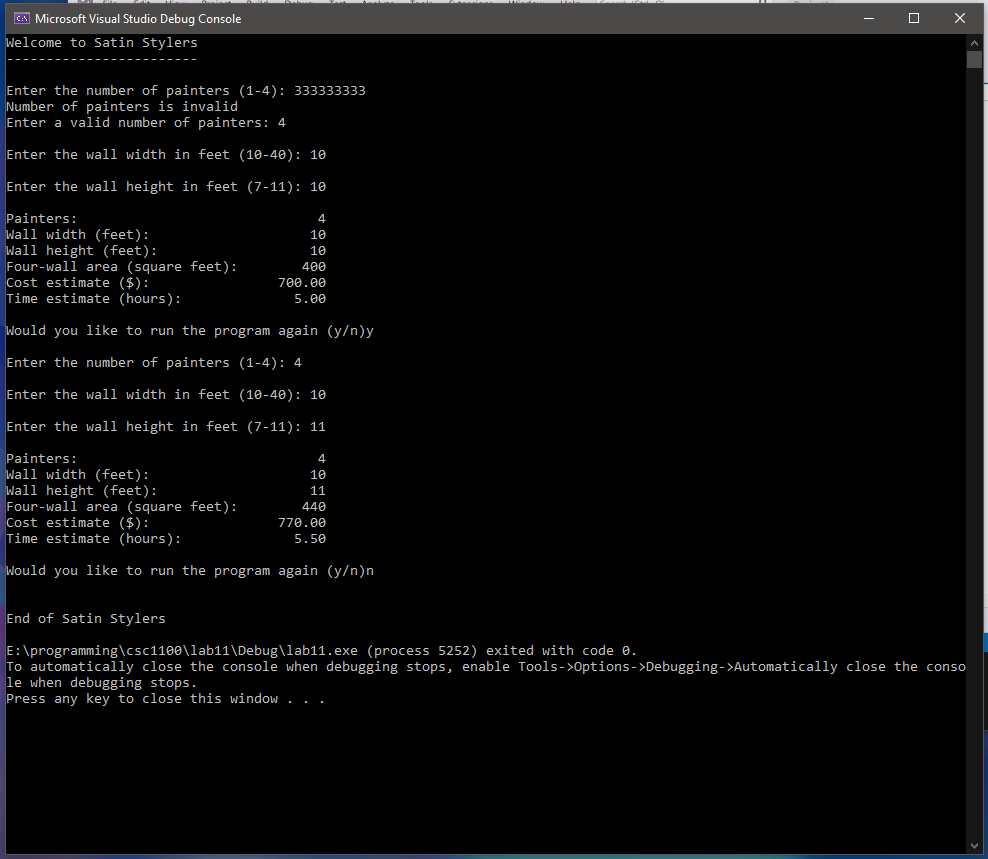 Microsoft Visual Studio Debug Console
Welcome to Satin Stylers
------------------------
Enter the number of painters (1-4): 333333333
Number of painters is invalid
Enter a valid number of painters: 4
Enter the wall width in feet (10-40): 10
Enter the wall height in feet (7-11): 10
Painters: 4
Wall width (feet): 10
Wall height (feet): 10
Four-wall area (square feet): 400
Cost estimate ($): 700.00
Time estimate (hours): 5.00
Would you like to run the program again (y/n)y
Enter the number of painters (1-4): 4
Enter the wall width in feet (10-40): 10
Enter the wall height in feet (7-11): 11
Painters: 4
Wall width (feet): 10
Wall height (feet): 11
Four-wall area (square feet): 440
Cost estimate ($): 770.00
Time estimate (hours): 5.50
Would you like to run the program again (y/n)n
End of Satin Stylers
E:\programming\csc1100\lab11\Debug\lab11.exe (process 5252) exited with code 0.
To automatically close the console when debugging stops, enable Tools->Options->Debugging->Automatically close the conso
le when debugging stops.
Press any key to close this window . . .